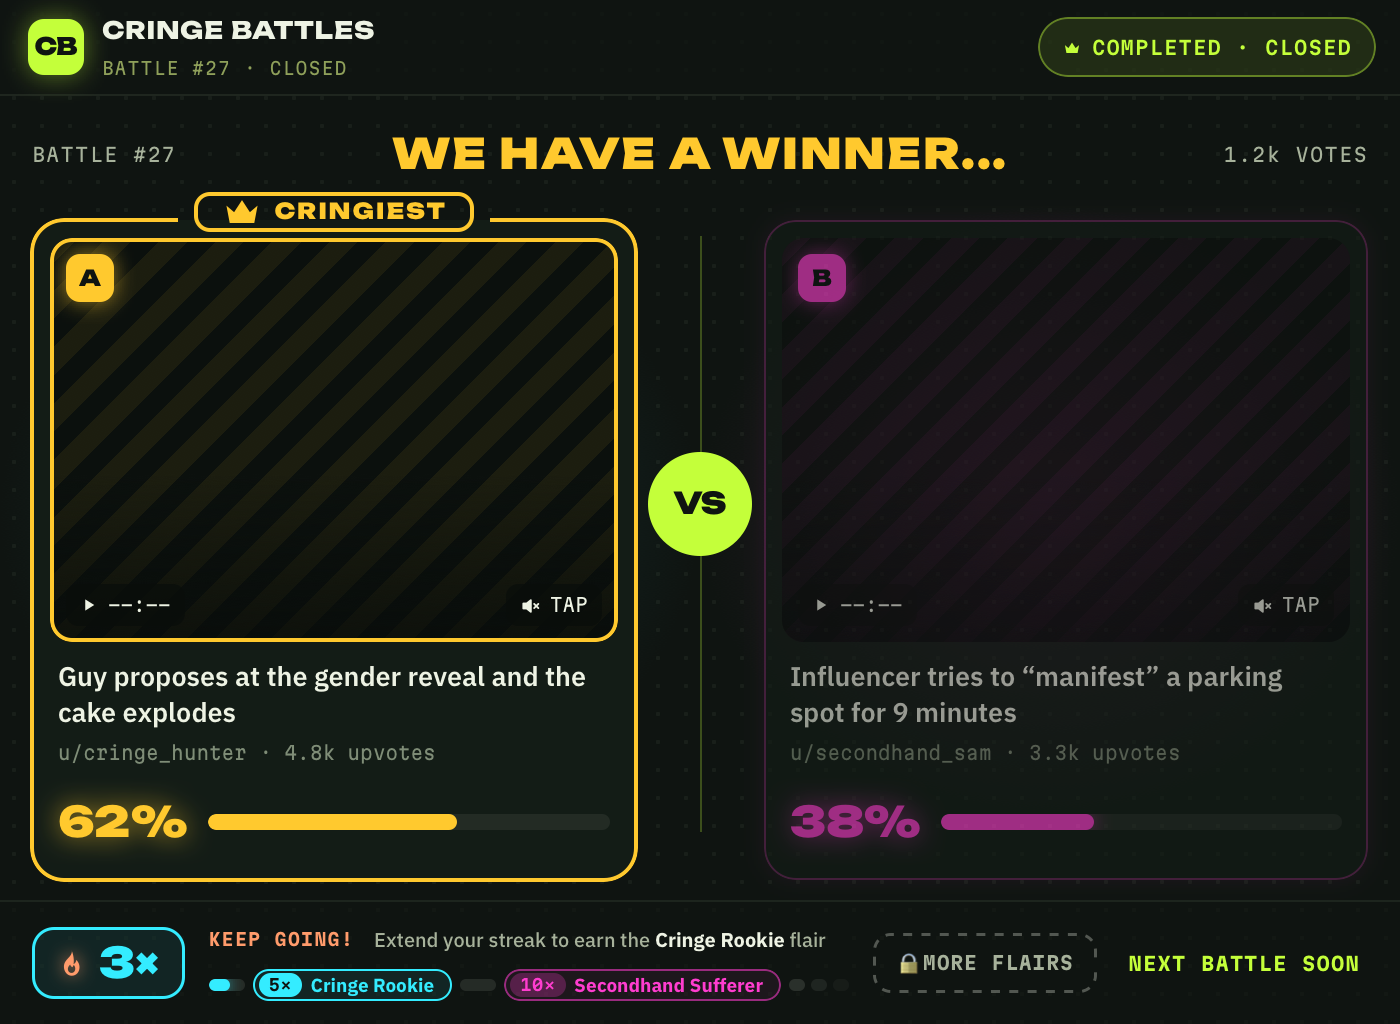 CB
CRINGE BATTLES
BATTLE #27 · CLOSED
COMPLETED · CLOSED
BATTLE #27
WE HAVE A WINNER...
1.2k VOTES
CRINGIEST
A
--:--
TAP
Guy proposes at the gender reveal and the
cake explodes
u/cringe_hunter · 4.8k upvotes
62%
VS
B
--:--
TAP
Influencer tries to “manifest” a parking
spot for 9 minutes
u/secondhand_sam · 3.3k upvotes
38%
3×
KEEP GOING! Extend your streak to earn the Cringe Rookie flair
5× Cringe Rookie
10× Secondhand Sufferer
MORE FLAIRS
NEXT BATTLE SOON